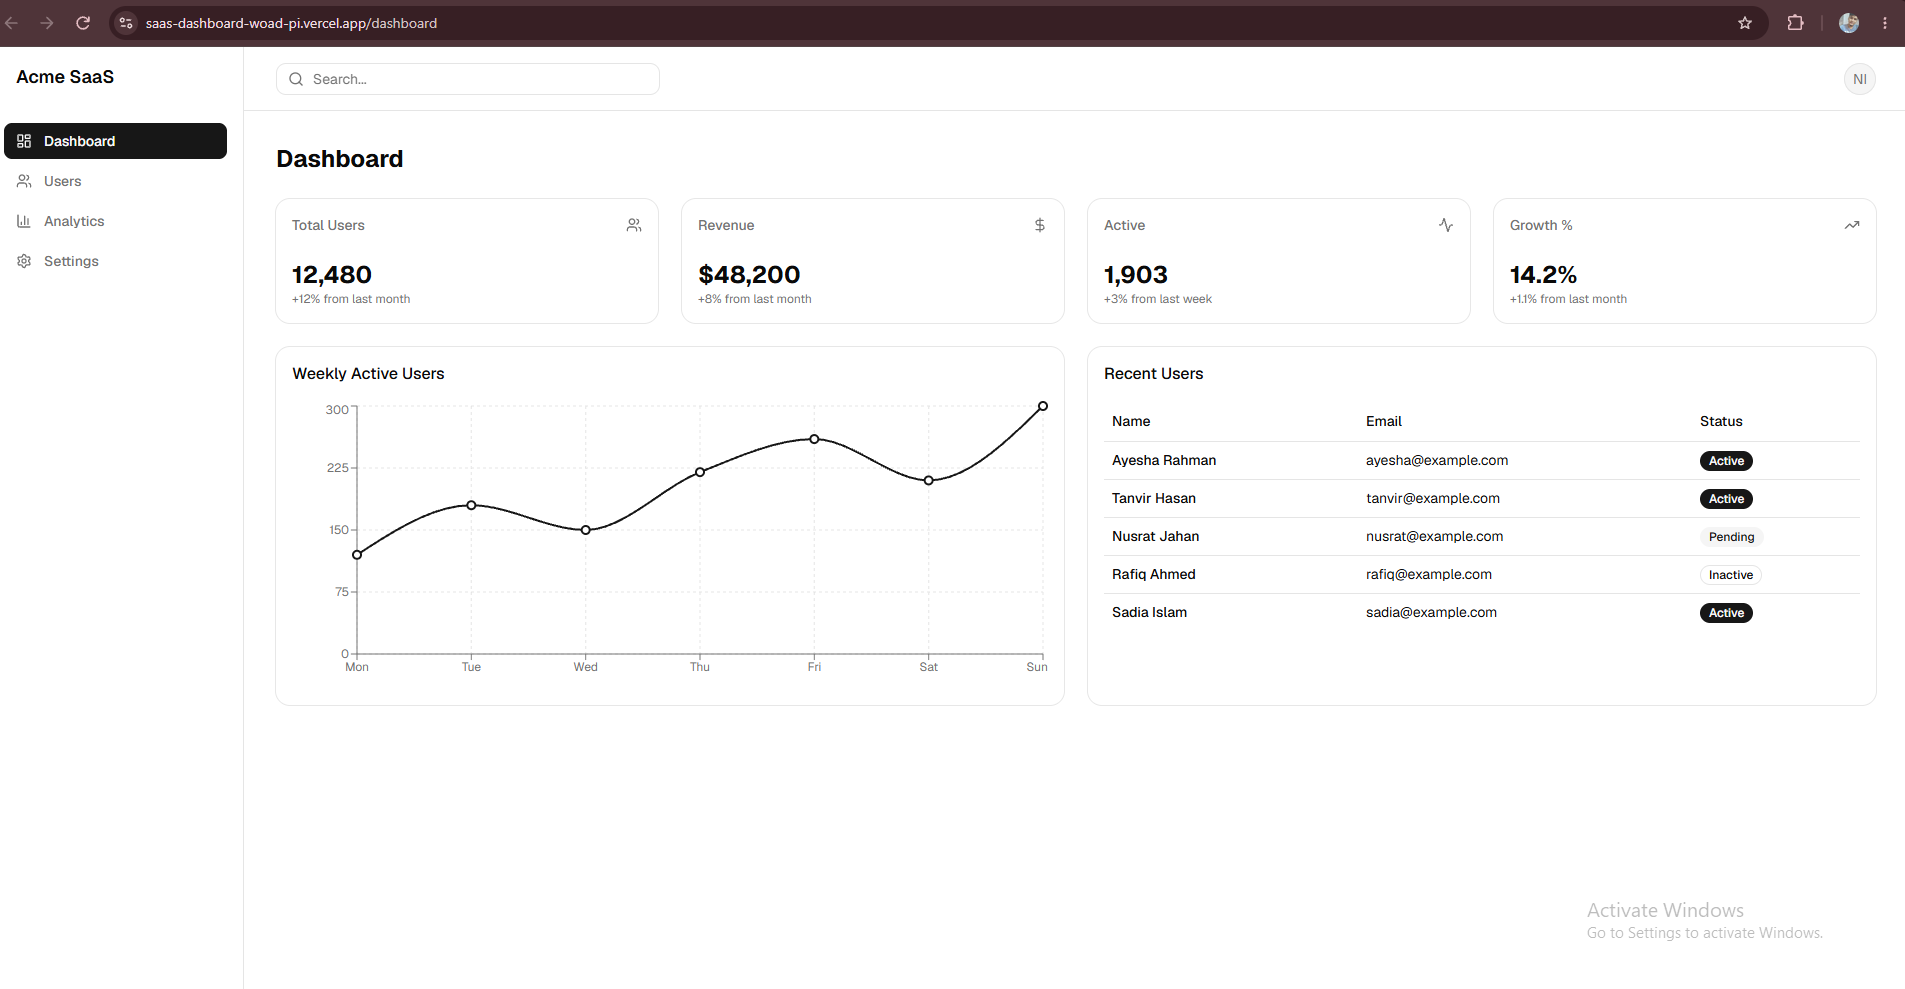 saas-dashboard-woad-pi.vercel.app/dashboard
Acme SaaS
Search...
NI
Dashboard
Users
Analytics
Settings
Dashboard
Total Users
12,480
+12% from last month
Revenue
$48,200
+8% from last month
Active
1,903
+3% from last week
Growth %
14.2%
+1.1% from last month
Weekly Active Users
300
225
150
75
0
Mon Tue Wed Thu Fri Sat Sun
Recent Users
Name Email Status
Ayesha Rahman ayesha@example.com Active
Tanvir Hasan tanvir@example.com Active
Nusrat Jahan nusrat@example.com Pending
Rafiq Ahmed rafiq@example.com Inactive
Sadia Islam sadia@example.com Active
Activate Windows
Go to Settings to activate Windows.